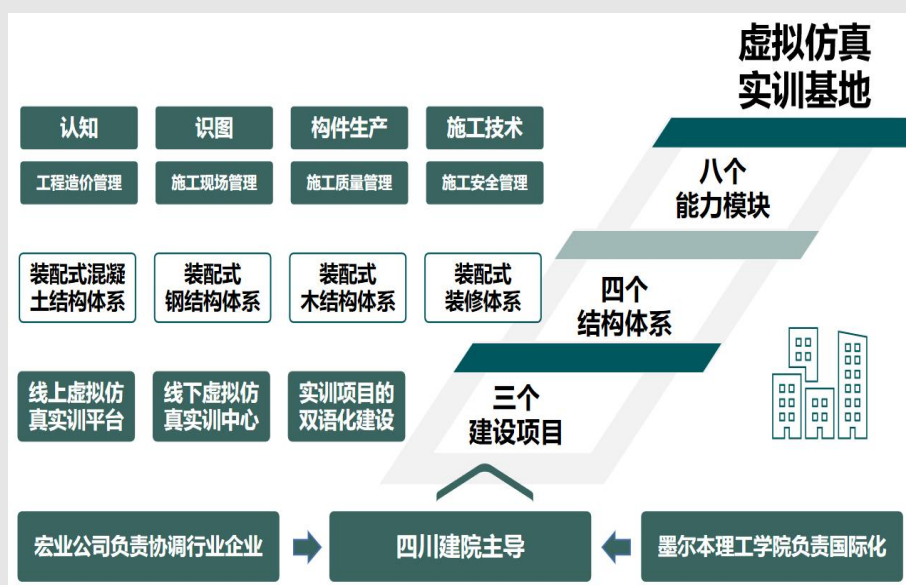 虚拟仿真
实训基地
认知
识图
构件生产
施工技术
工程造价管理
施工现场管理
施工质量管理
施工安全管理
八个
能力模块
装配式混凝
土结构体系
装配式
钢结构体系
装配式
木结构体系
装配式
装修体系
四个
结构体系
线上虚拟仿
真实训平台
线下虚拟仿
真实训中心
实训项目的
双语化建设
三个
建设项目
宏业公司负责协调行业企业
四川建院主导
墨尔本理工学院负责国际化